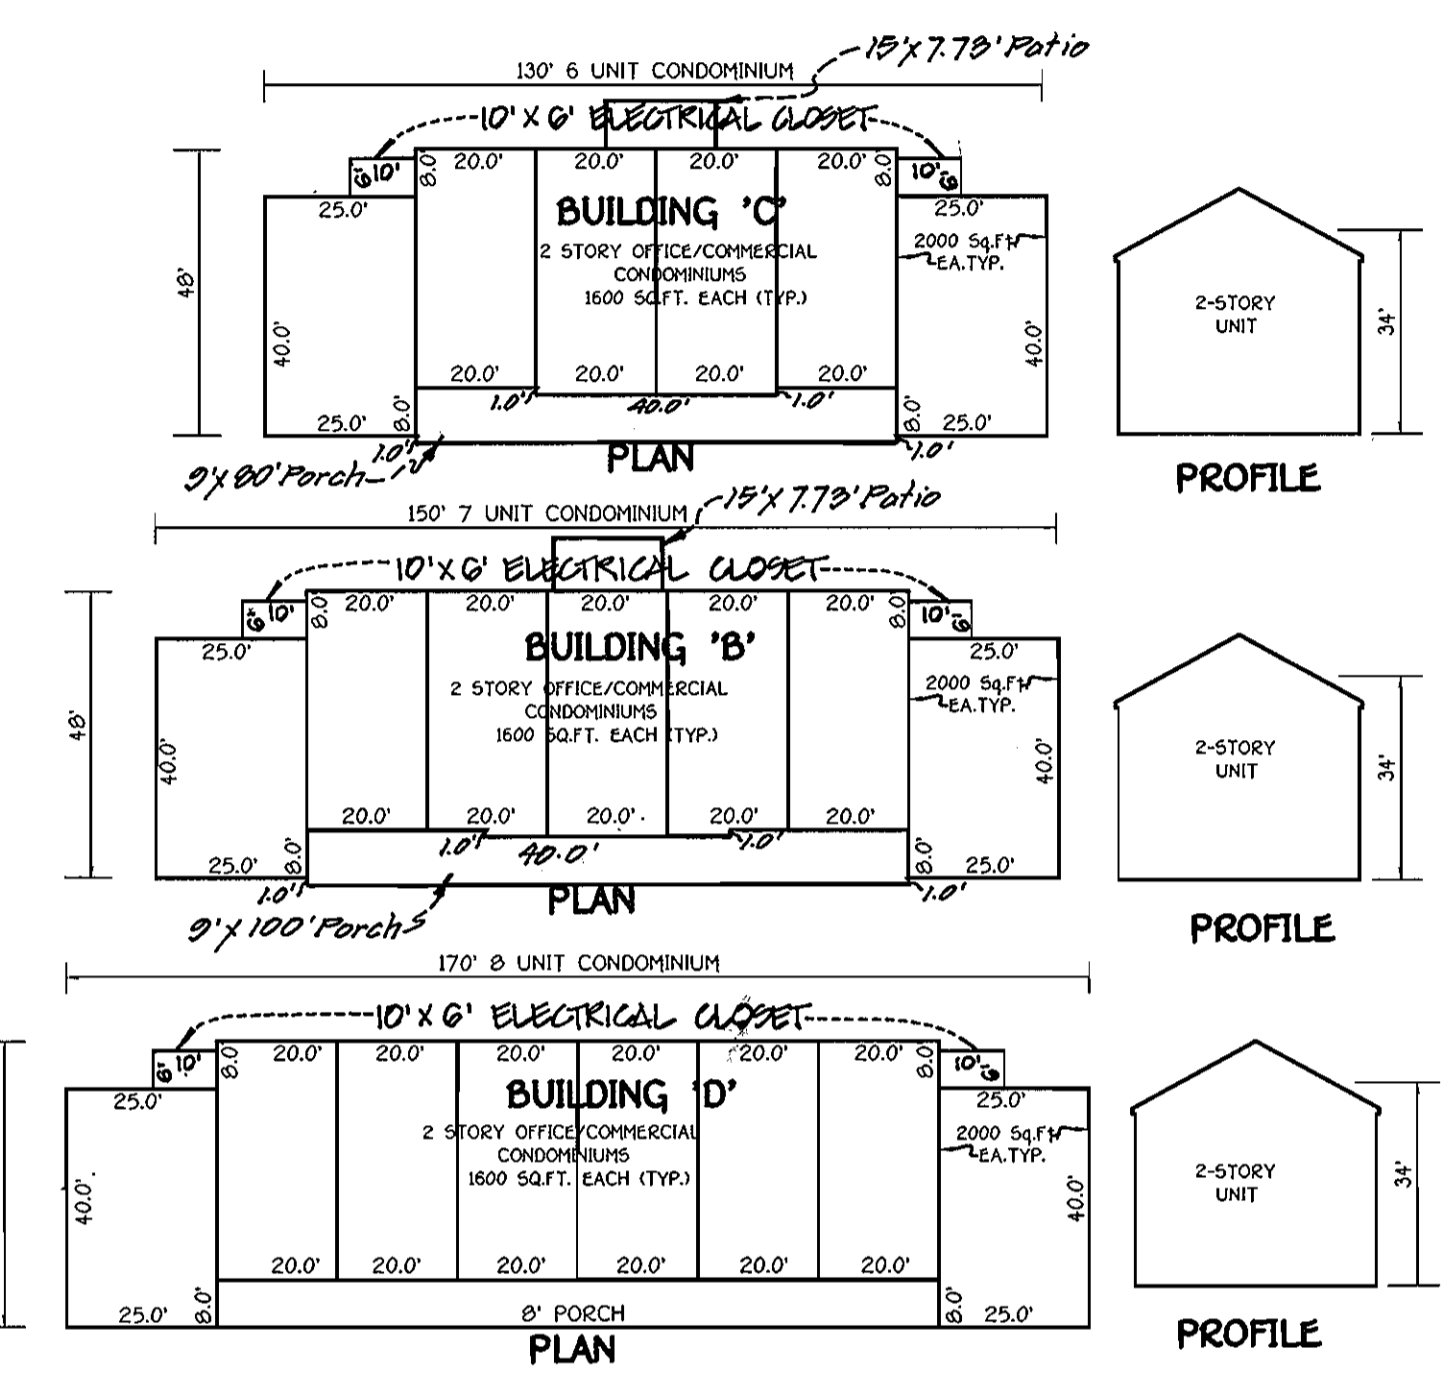 15'X7.73' Patio
130' 6 UNIT CONDOMINIUM
10' X 6' ELECTRICAL CLOSET
6' 10' 8.0' 20.0' 20.0' 20.0' 20.0' 8.0' 10' 6'
25.0' 25.0'
BUILDING 'C'
2 STORY OFFICE/COMMERCIAL
CONDOMINIUMS
1600 SQ.FT. EACH (TYP.)
2000 Sq.Ft
EA.TYP.
48'
40.0' 40.0'
20.0' 20.0' 20.0' 20.0'
1.0' 40.0' 1.0'
25.0' 8.0' 8.0' 25.0'
1.0' 1.0'
9'X80' Porch
PLAN
2-STORY
UNIT
34'
PROFILE
15'X7.73' Patio
150' 7 UNIT CONDOMINIUM
10' X 6' ELECTRICAL CLOSET
6' 10' 8.0' 20.0' 20.0' 20.0' 20.0' 20.0' 8.0' 10' 6'
25.0' 25.0'
BUILDING 'B'
2 STORY OFFICE/COMMERCIAL
CONDOMINIUMS
1600 SQ.FT. EACH (TYP.)
2000 Sq.Ft
EA.TYP.
48'
40.0' 40.0'
20.0' 20.0' 20.0' 20.0' 20.0'
1.0' 40.0' 1.0'
25.0' 8.0' 8.0' 25.0'
1.0' 1.0'
9'X100' Porch
PLAN
2-STORY
UNIT
34'
PROFILE
170' 8 UNIT CONDOMINIUM
10' X 6' ELECTRICAL CLOSET
6' 10' 8.0' 20.0' 20.0' 20.0' 20.0' 20.0' 20.0' 8.0' 10' 6'
25.0' 25.0'
BUILDING 'D'
2 STORY OFFICE/COMMERCIAL
CONDOMINIUMS
1600 SQ.FT. EACH (TYP.)
2000 Sq.Ft
EA.TYP.
40.0' 40.0'
20.0' 20.0' 20.0' 20.0' 20.0' 20.0'
25.0' 8.0' 8' PORCH 8.0' 25.0'
PLAN
2-STORY
UNIT
34'
PROFILE